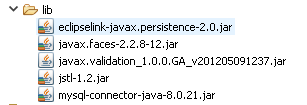 lib
eclipselink-javax.persistence-2.0.jar
javax.faces-2.2.8-12.jar
javax.validation_1.0.0.GA_v201205091237.jar
jstl-1.2.jar
mysql-connector-java-8.0.21.jar